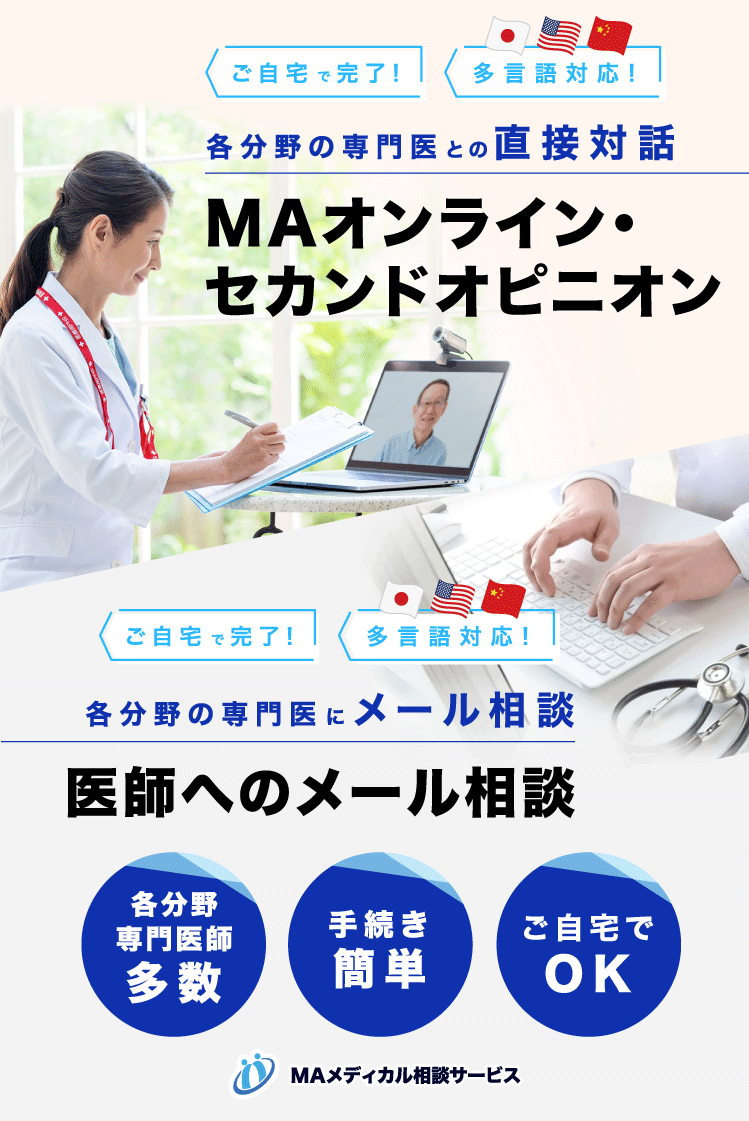 ご自宅で完了！
多言語対応！
各分野の専門医との直接対話
MAオンライン・
セカンドオピニオン
ご自宅で完了！
多言語対応！
各分野の専門医にメール相談
医師へのメール相談
各分野
専門医師
多数
手続き
簡単
ご自宅で
OK
MAメディカル相談サービス